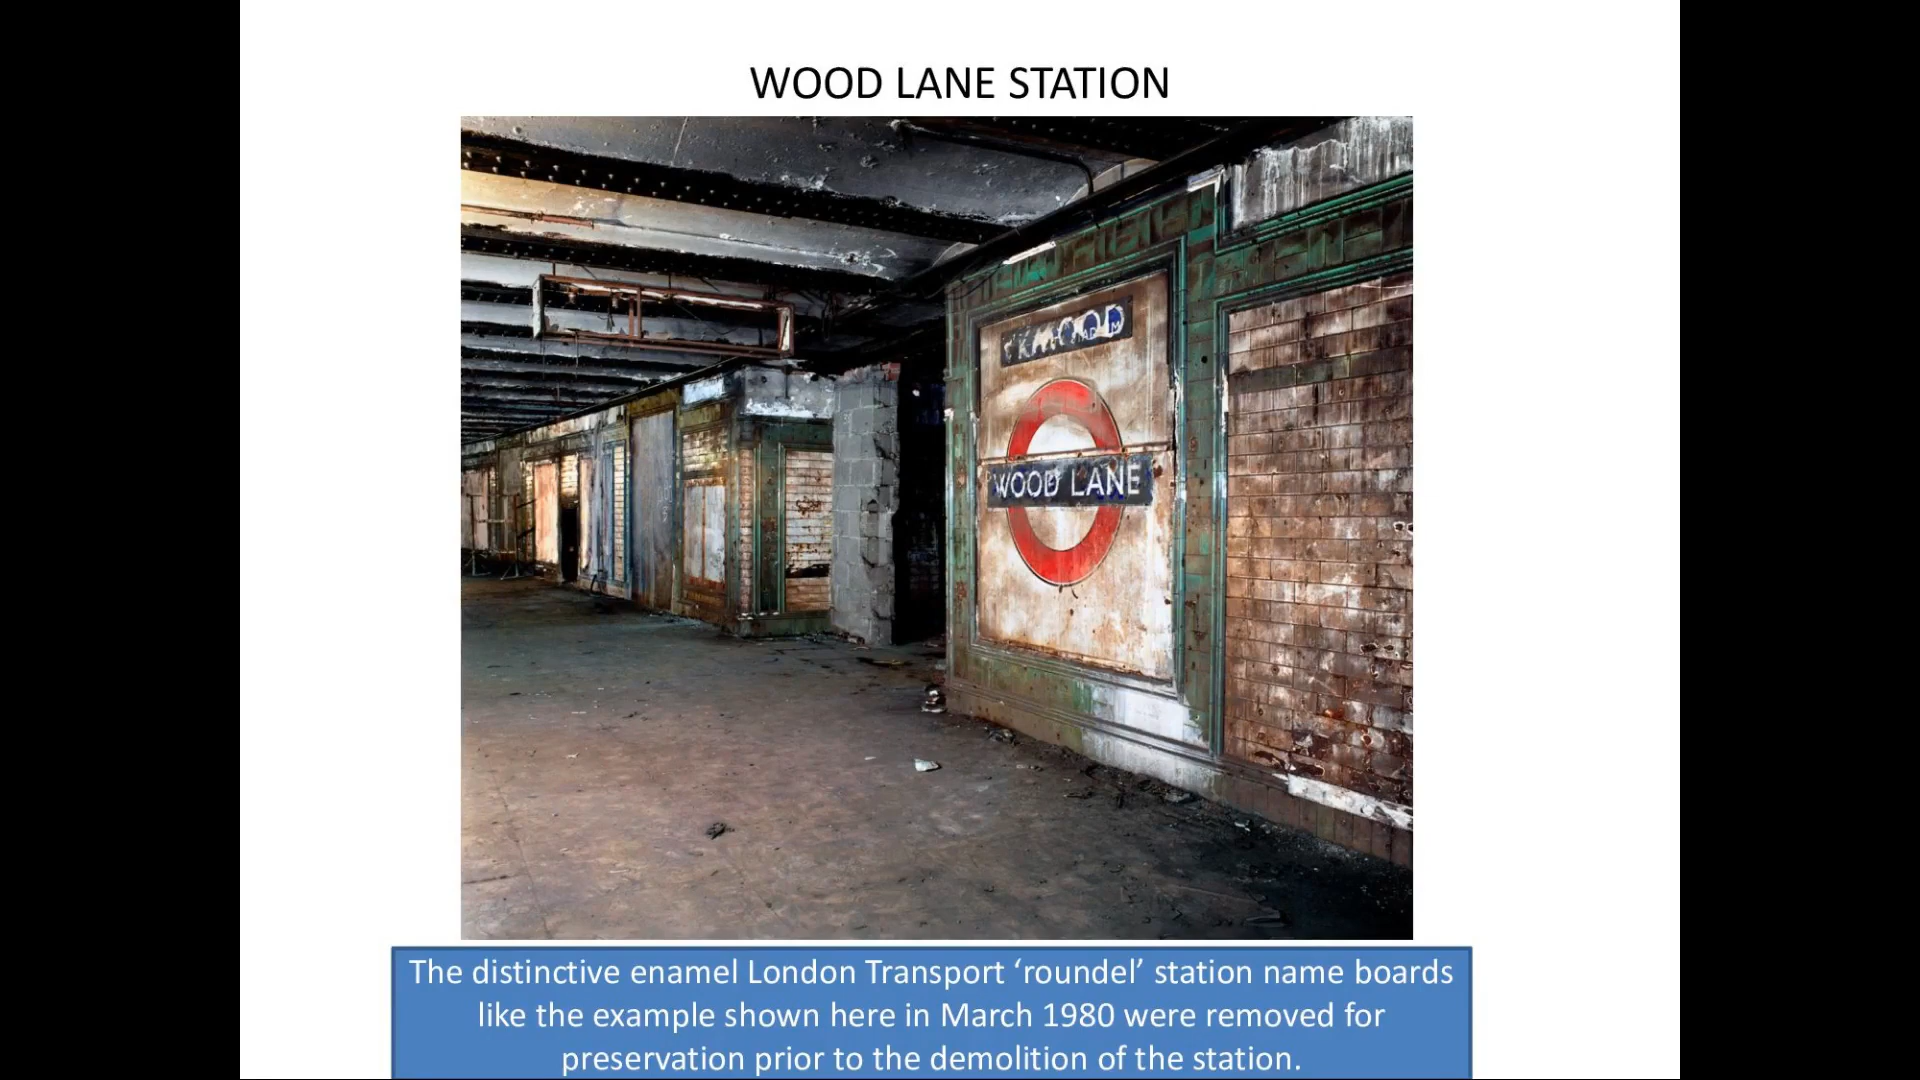 WOOD LANE STATION
WOOD LANE
The distinctive enamel London Transport ‘roundel’ station name boards
like the example shown here in March 1980 were removed for
preservation prior to the demolition of the station.